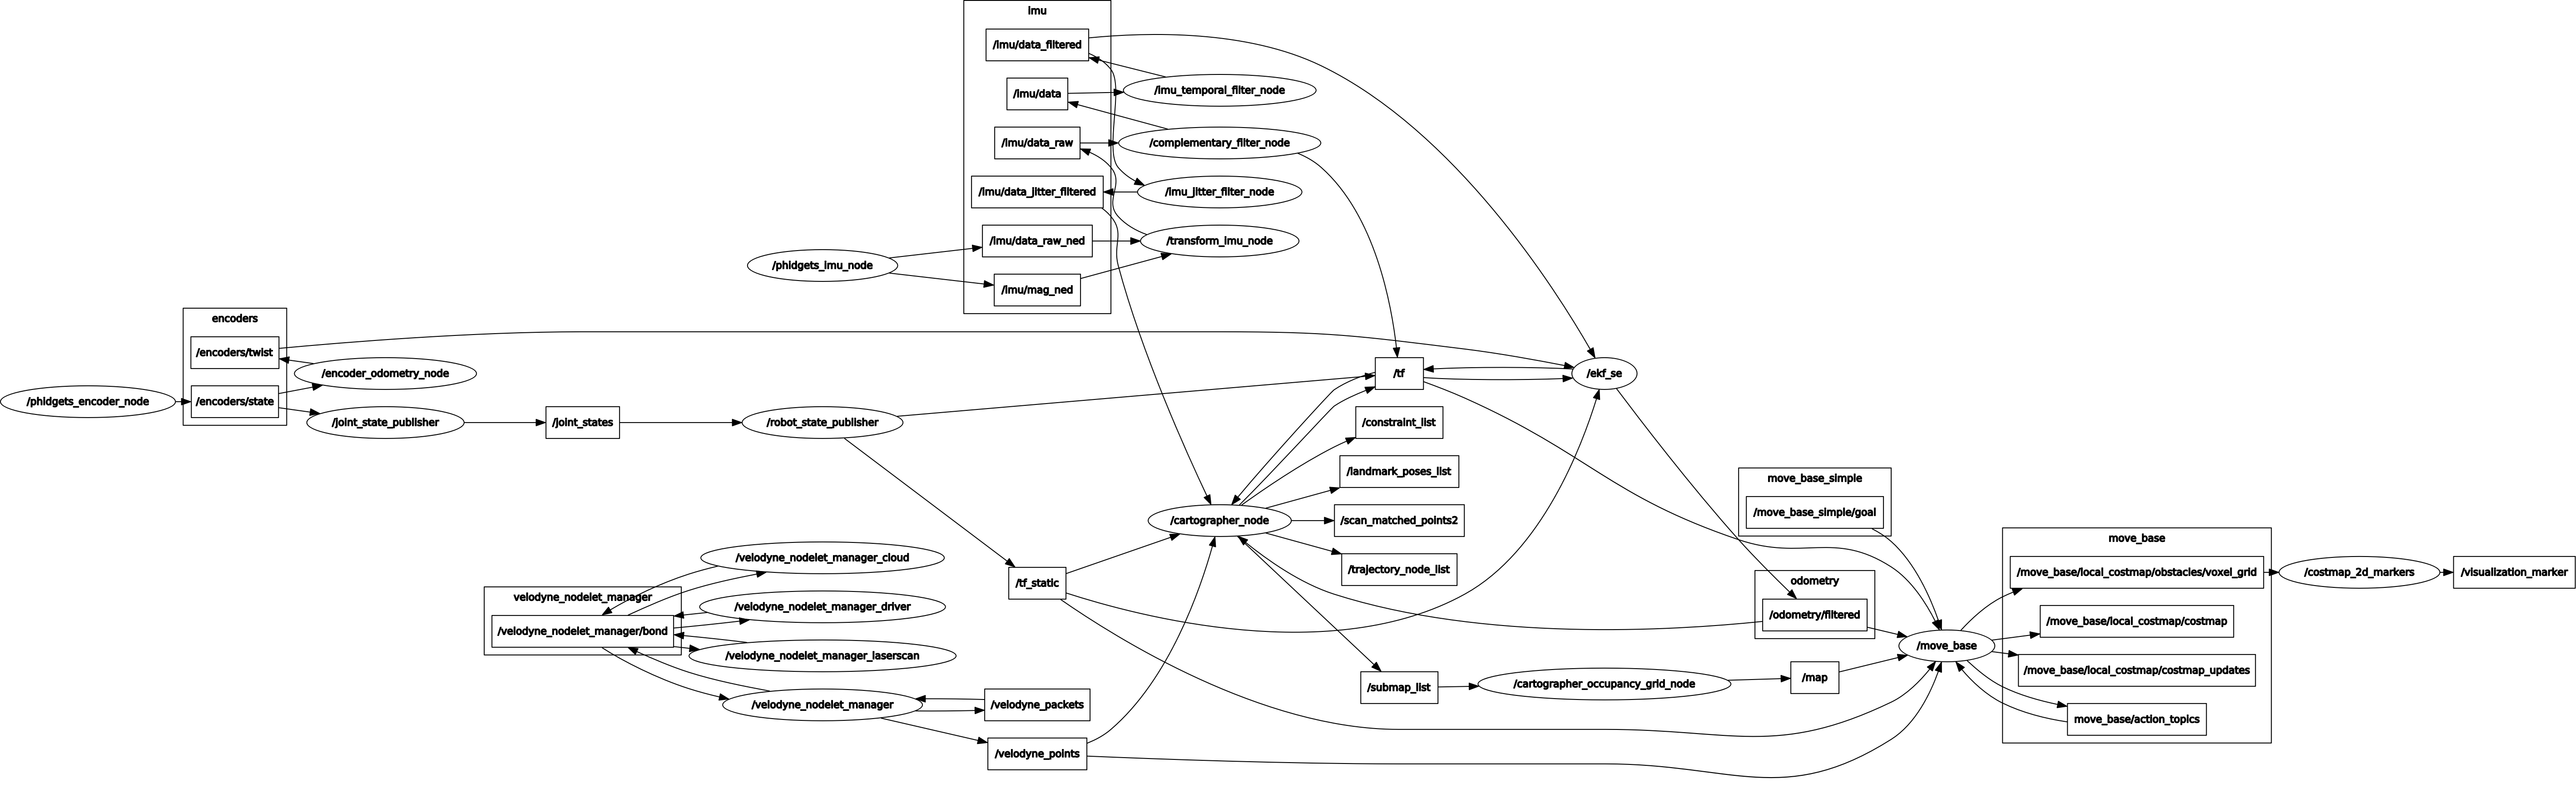 imu
/imu/data_filtered
/imu/data
/imu_temporal_filter_node
/imu/data_raw
/complementary_filter_node
/imu/data_jitter_filtered
/imu_jitter_filter_node
/imu/data_raw_ned
/transform_imu_node
/phidgets_imu_node
/imu/mag_ned
encoders
/encoders/twist
/encoder_odometry_node
/phidgets_encoder_node
/encoders/state
/joint_state_publisher
/joint_states
/robot_state_publisher
/tf
/ekf_se
/constraint_list
/landmark_poses_list
/cartographer_node
/scan_matched_points2
/trajectory_node_list
/tf_static
move_base_simple
/move_base_simple/goal
odometry
/odometry/filtered
move_base
/move_base/local_costmap/obstacles/voxel_grid
/costmap_2d_markers
/visualization_marker
/move_base/local_costmap/costmap
/move_base
/move_base/local_costmap/costmap_updates
move_base/action_topics
/velodyne_nodelet_manager_cloud
velodyne_nodelet_manager
/velodyne_nodelet_manager_driver
/velodyne_nodelet_manager/bond
/velodyne_nodelet_manager_laserscan
/velodyne_nodelet_manager
/velodyne_packets
/velodyne_points
/submap_list
/cartographer_occupancy_grid_node
/map